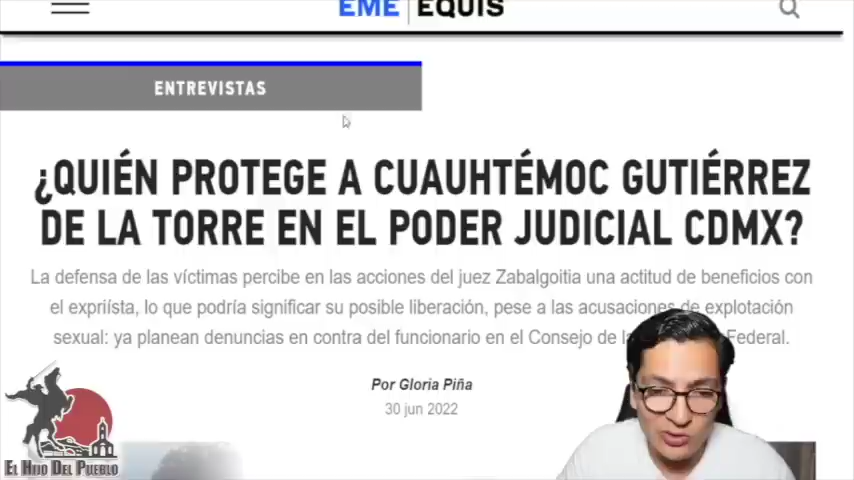 EME EQUIS
ENTREVISTAS
¿QUIÉN PROTEGE A CUAUHTÉMOC GUTIÉRREZ
DE LA TORRE EN EL PODER JUDICIAL CDMX?
La defensa de las víctimas percibe en las acciones del juez Zabalgoitia una actitud de beneficios con
el expriísta, lo que podría significar su posible liberación, pese a las acusaciones de explotación
sexual: ya planean denuncias en contra del funcionario en el Consejo de la Federal.
Por Gloria Piña
30 jun 2022
EL HIJO DEL PUEBLO